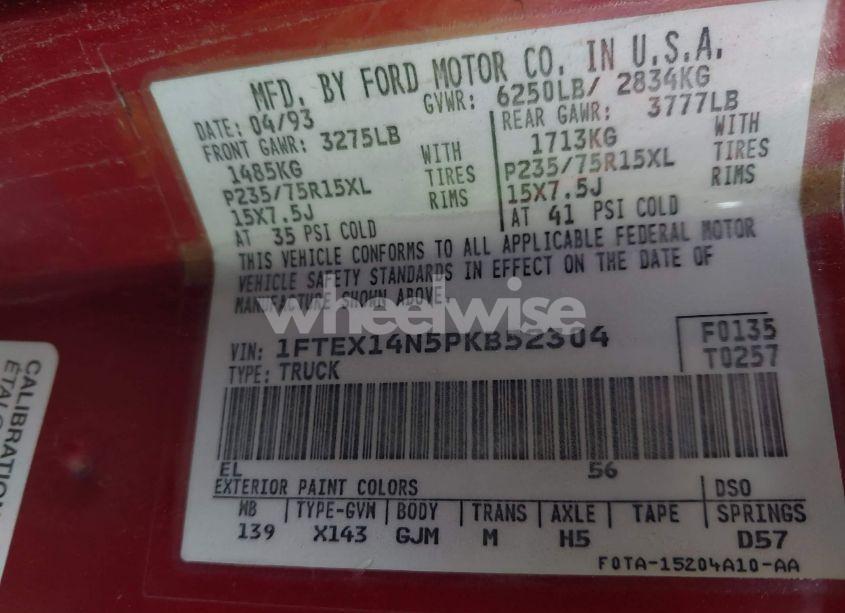 MFD. BY FORD MOTOR CO. IN U.S.A.
DATE: 04/93 GVWR: 6250LB/ 2834KG
FRONT GAWR: 3275LB REAR GAWR: 3777LB
1485KG WITH 1713KG WITH
P235/75R15XL TIRES P235/75R15XL TIRES
15X7.5J RIMS 15X7.5J RIMS
AT 35 PSI COLD AT 41 PSI COLD
THIS VEHICLE CONFORMS TO ALL APPLICABLE FEDERAL MOTOR
VEHICLE SAFETY STANDARDS IN EFFECT ON THE DATE OF
MANUFACTURE SHOWN ABOVE.
wheelwise
VIN: 1FTEX14N5PKB52304 F0135
TYPE: TRUCK T0257
EL 56
EXTERIOR PAINT COLORS DSO
WB TYPE-GVW BODY TRANS AXLE TAPE SPRINGS
139 X143 GJM M H5 D57
F0TA-15204A10-AA
CALIBRATION
ÉTALONNAGE